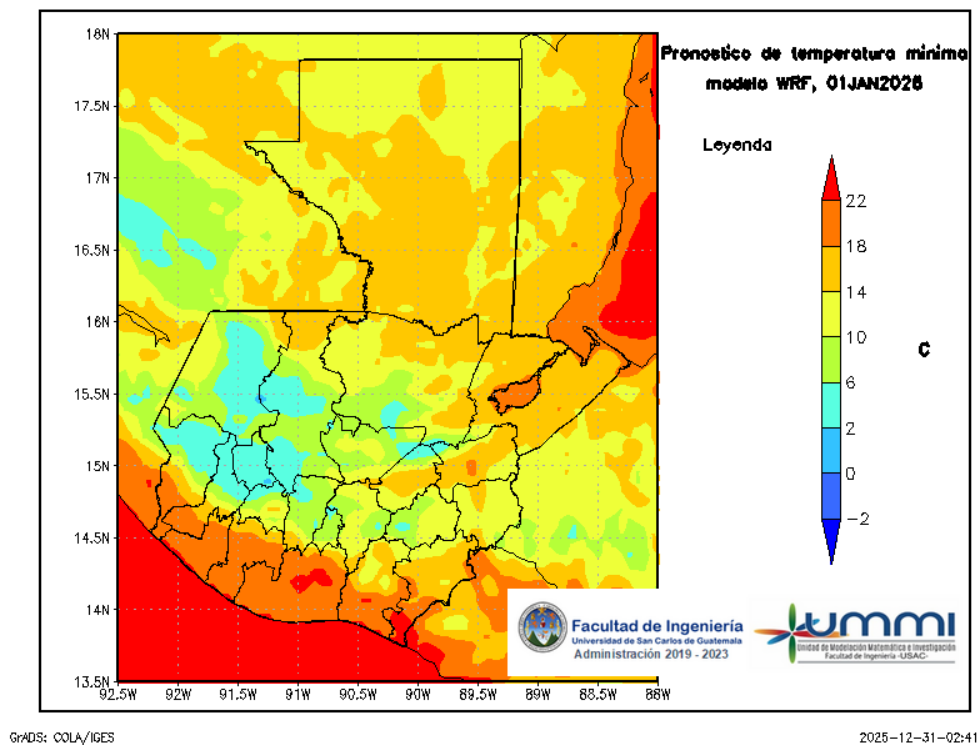 Pronostico de temperatura minima
modelo WRF, 01JAN2026
Leyenda
22
18
14
10
6
2
0
−2
C
18N
17.5N
17N
16.5N
16N
15.5N
15N
14.5N
14N
13.5N
92.5W 92W 91.5W 91W 90.5W 90W 89.5W 89W 88.5W 88W
Facultad de Ingeniería
Universidad de San Carlos de Guatemala
Administración 2019 - 2023
ummi
Unidad de Modelación Matemática e Investigación
Facultad de Ingeniería -USAC-
GrADS: COLA/IGES
2025-12-31-02:41